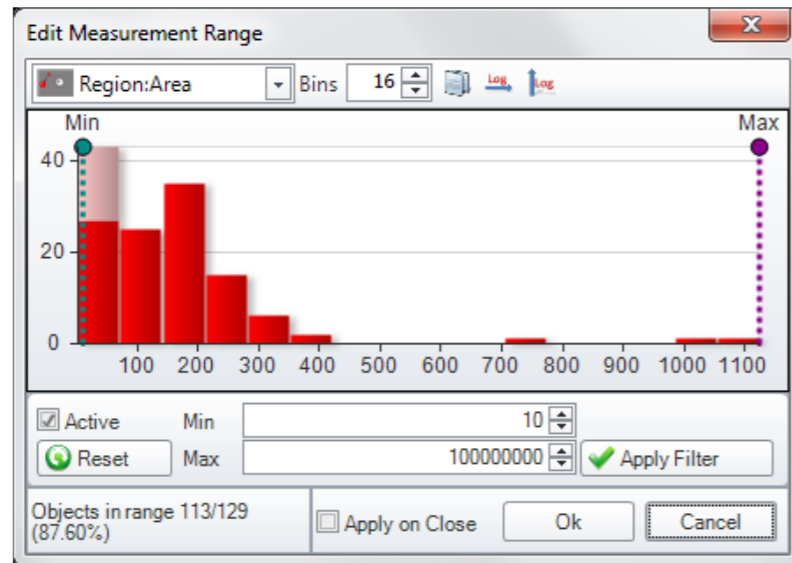 Edit Measurement Range
Region:Area Bins 16 Log Log
Min Max
40
20
0
100 200 300 400 500 600 700 800 900 1000 1100
Active Min 10
Reset Max 100000000 Apply Filter
Objects in range 113/129
(87.60%)
Apply on Close Ok Cancel